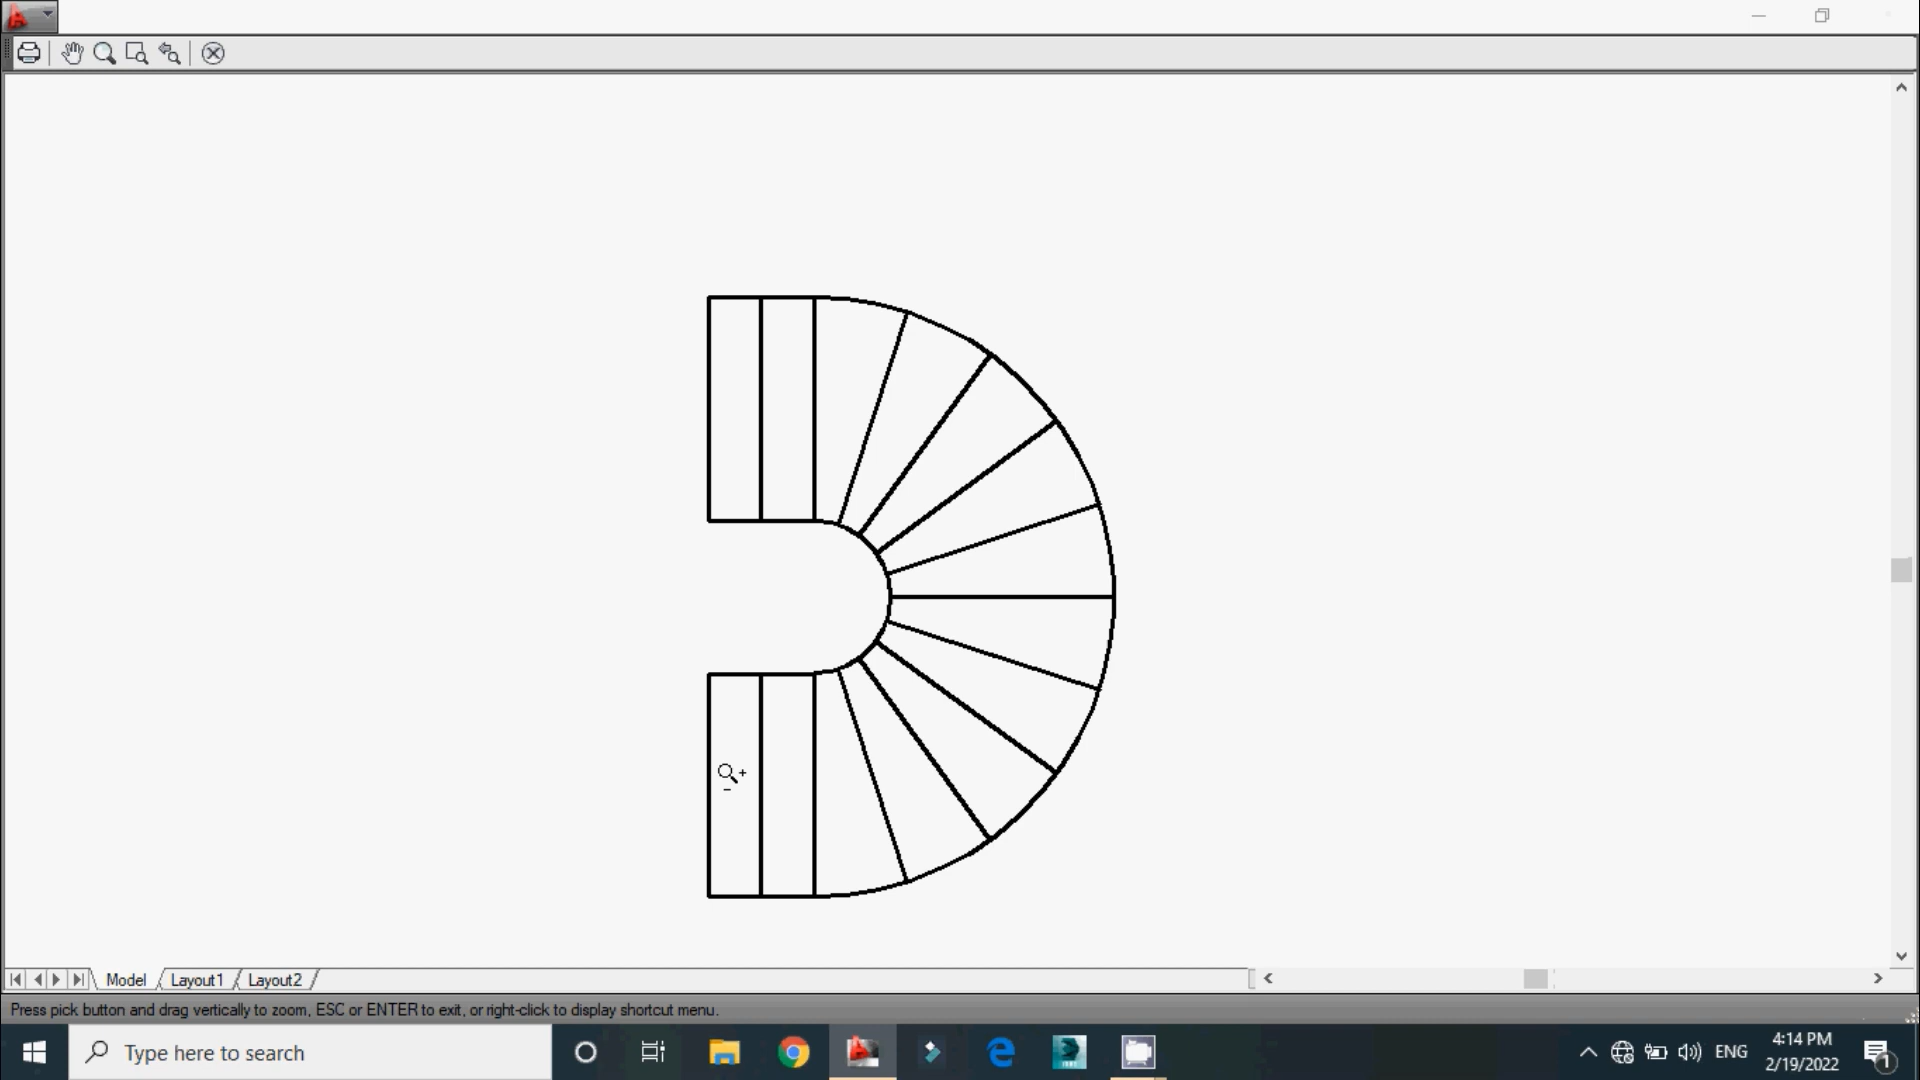 Model
Layout1
Layout2
Press pick button and drag vertically to zoom, ESC or ENTER to exit, or right-click to display shortcut menu.
Type here to search
ENG
4:14 PM
2/19/2022
1